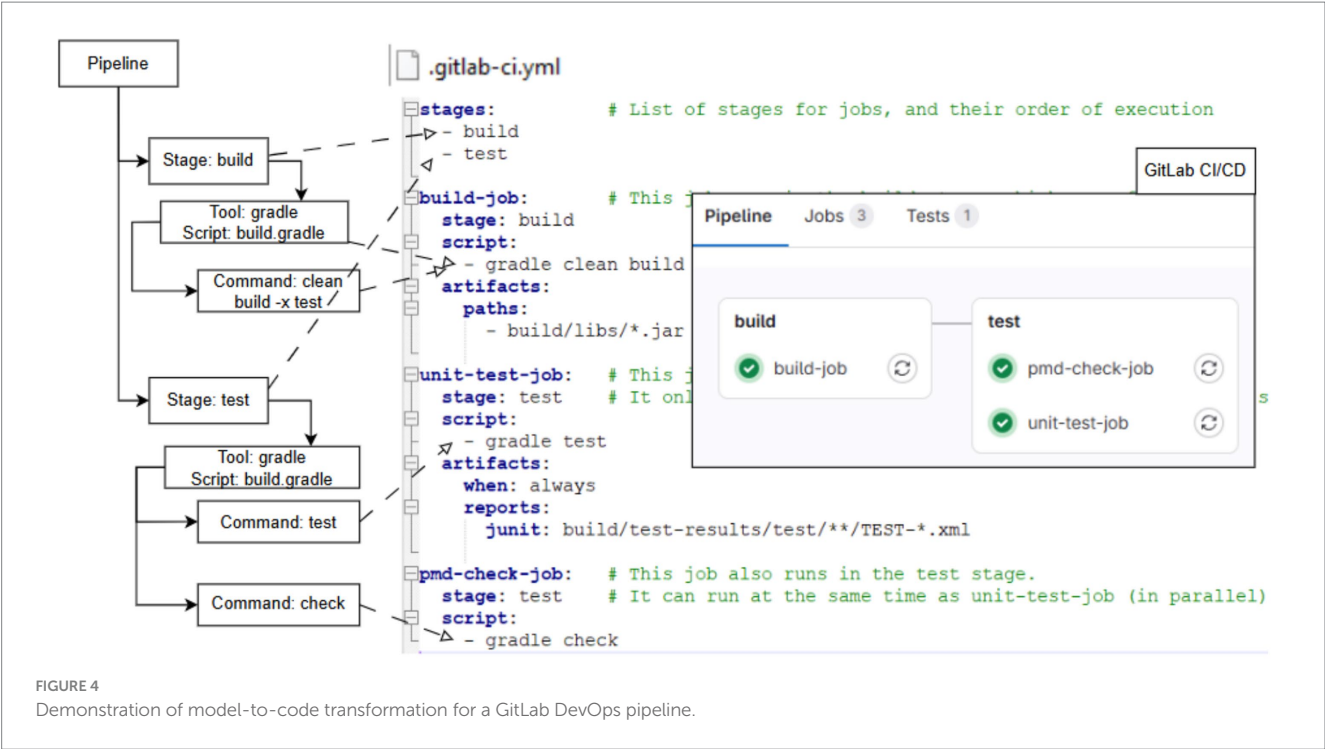 Pipeline
Stage: build
Tool: gradle
Script: build.gradle
Command: clean
build -x test
Stage: test
Tool: gradle
Script: build.gradle
Command: test
Command: check
.gitlab-ci.yml
stages: # List of stages for jobs, and their order of execution
- build
- test
build-job: # This j
stage: build
script:
- gradle clean build
artifacts:
paths:
- build/libs/*.jar
unit-test-job: # This j
stage: test # It onl s
script:
- gradle test
artifacts:
when: always
reports:
junit: build/test-results/test/**/TEST-*.xml
pmd-check-job: # This job also runs in the test stage.
stage: test # It can run at the same time as unit-test-job (in parallel)
script:
- gradle check
GitLab CI/CD
Pipeline Jobs 3 Tests 1
build
build-job
test
pmd-check-job
unit-test-job
FIGURE 4
Demonstration of model-to-code transformation for a GitLab DevOps pipeline.